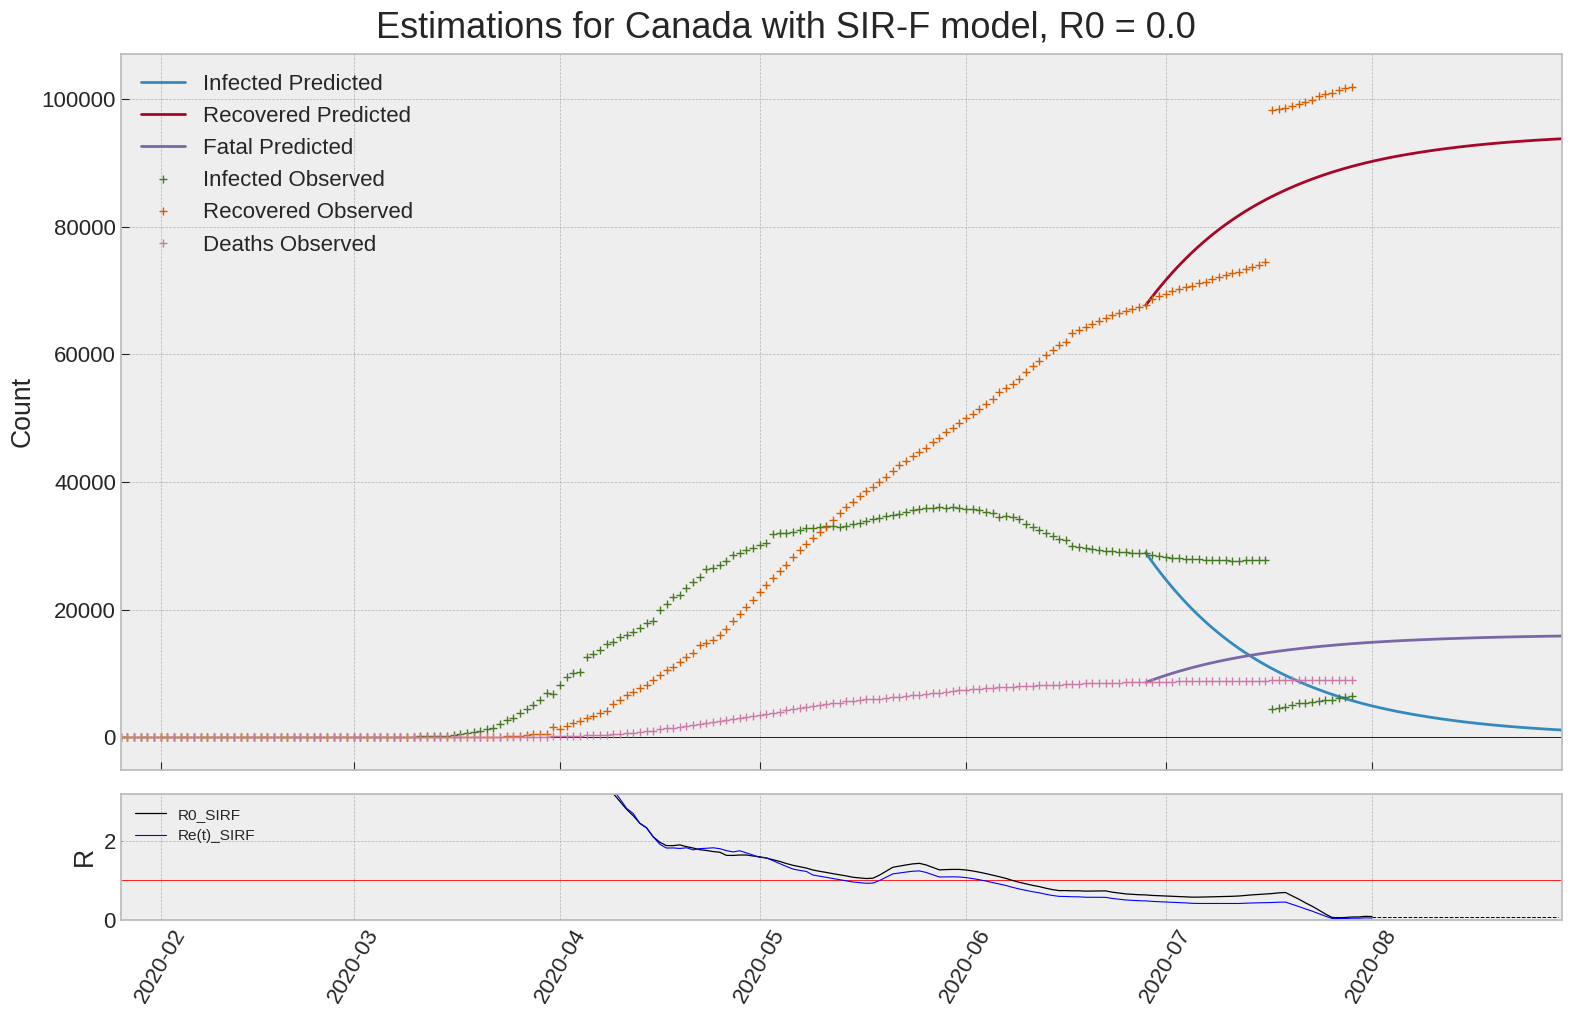 Estimations for Canada with SIR-F model, R0 = 0.0
Infected Predicted
Recovered Predicted
Fatal Predicted
Infected Observed
Recovered Observed
Deaths Observed
100000
80000
60000
40000
20000
0
Count
R0_SIRF
Re(t)_SIRF
2
0
R
2020-02
2020-03
2020-04
2020-05
2020-06
2020-07
2020-08